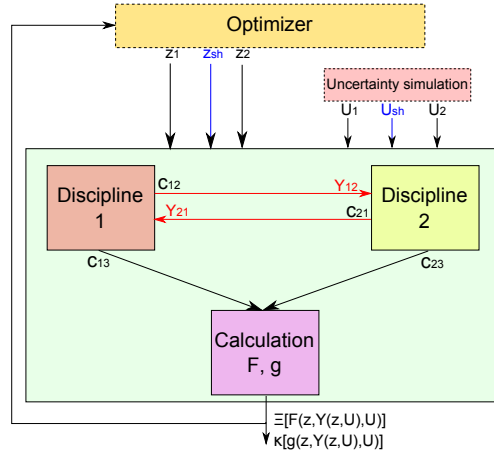 Optimizer
z1 zsh z2
Uncertainty simulation
U1 Ush U2
Discipline
1
c12 Y12
Y21 c21
Discipline
2
c13 c23
Calculation
F, g
Ξ[F(z,Y(z,U),U)]
κ[g(z,Y(z,U),U)]